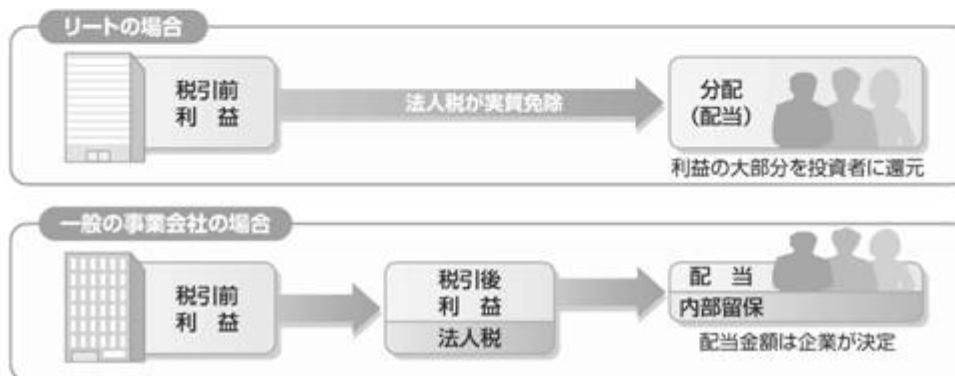 リートの場合
税引前
利　益
法人税が実質免除
分配
（配当）
利益の大部分を投資者に還元
一般の事業会社の場合
税引前
利　益
税引後
利　益
法人税
配　当
内部留保
配当金額は企業が決定